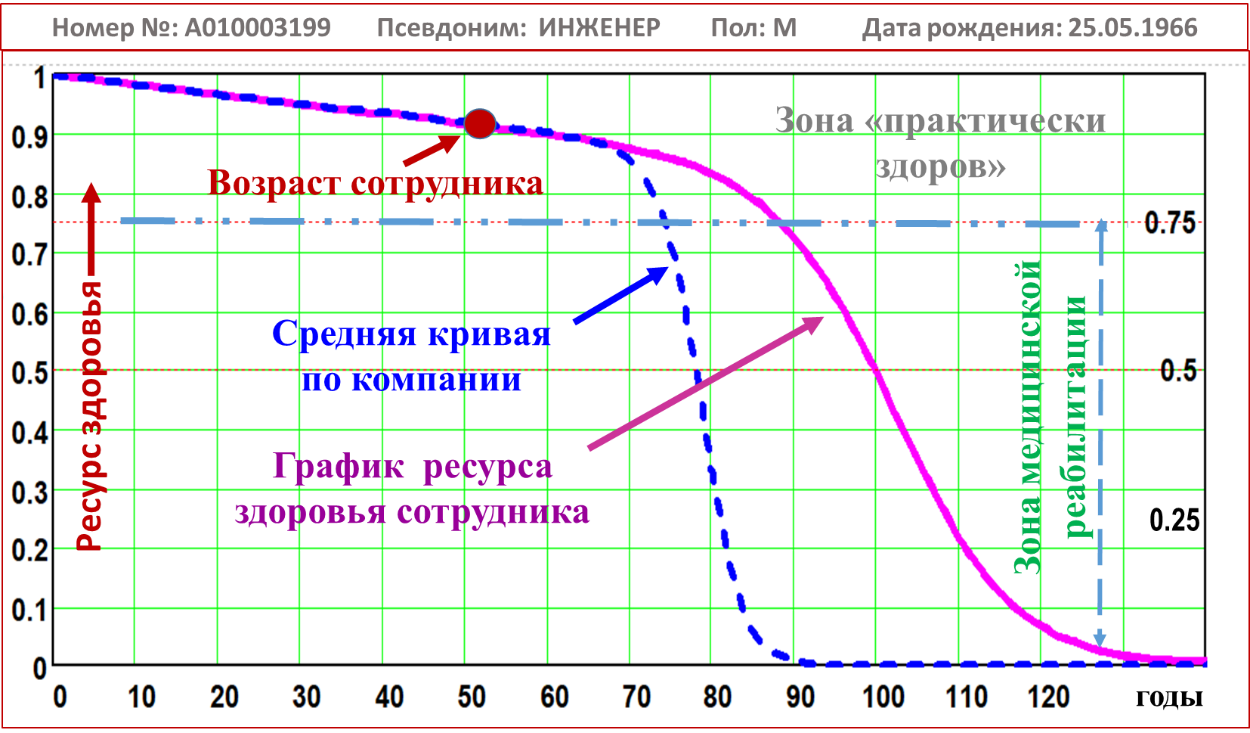 Номер №: А010003199 Псевдоним: ИНЖЕНЕР Пол: М Дата рождения: 25.05.1966
1
0.9
0.8
0.7
0.6
0.5
0.4
0.3
0.2
0.1
0
Ресурс здоровья
Зона «практически
здоров»
Возраст сотрудника
0.75
Средняя кривая
по компании
0.5
График ресурса
здоровья сотрудника
0.25
Зона медицинской
реабилитации
0 10 20 30 40 50 60 70 80 90 100 110 120 годы